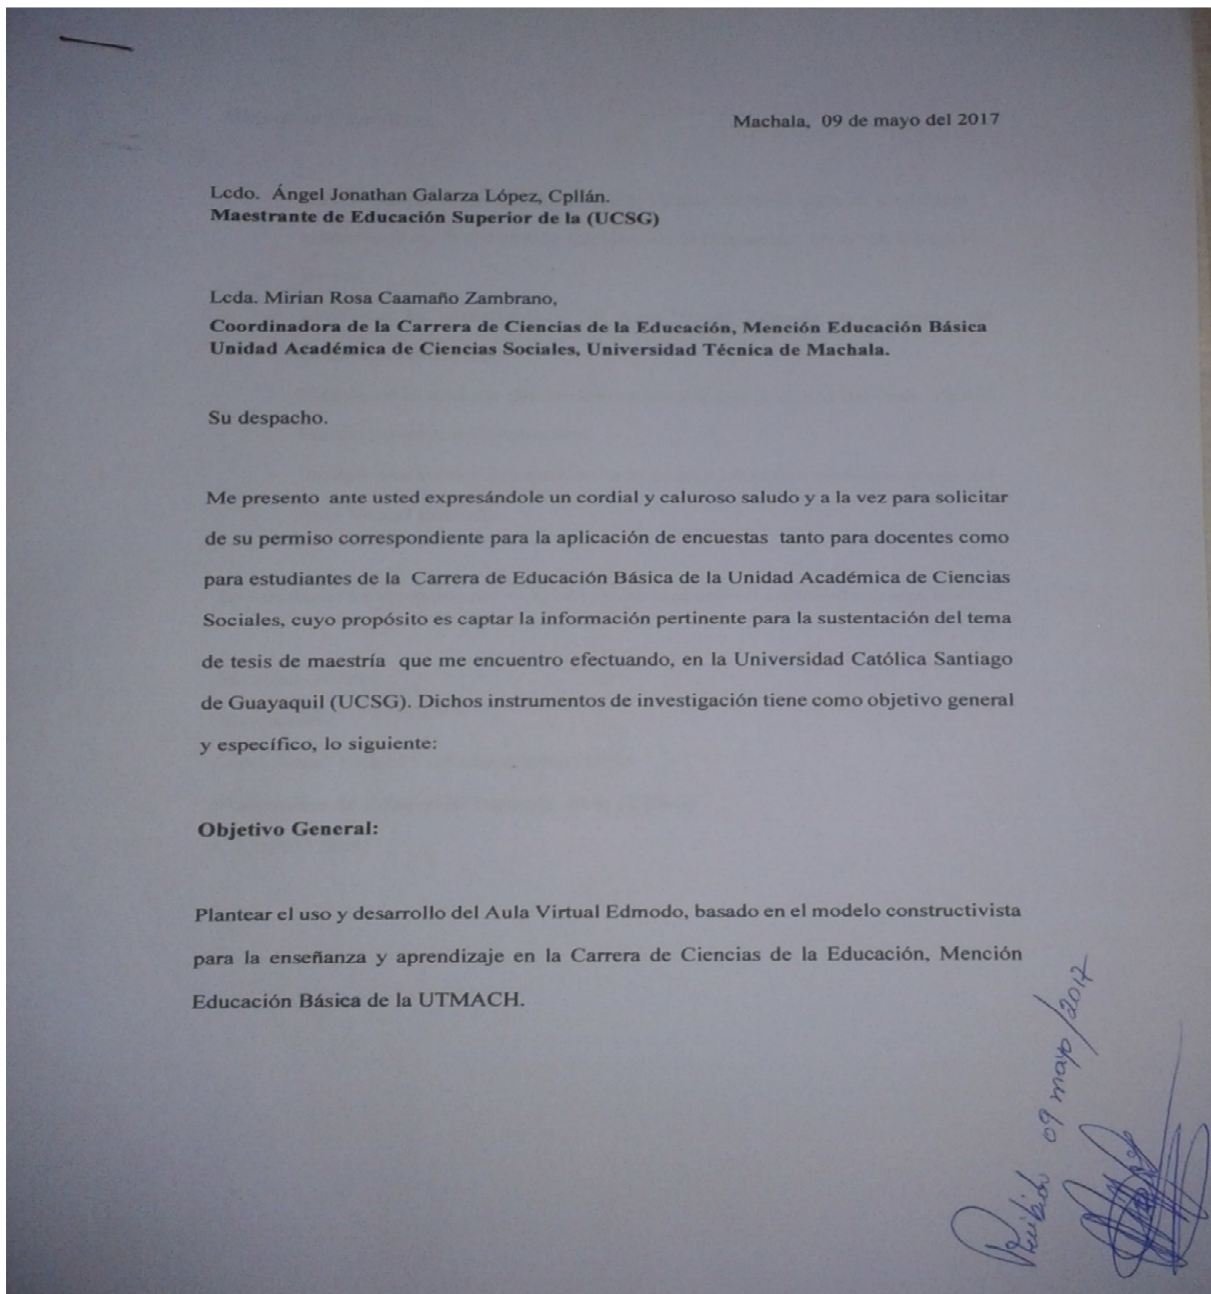 Machala, 09 de mayo del 2017
Lcdo. Ángel Jonathan Galarza López, Cpllán.
Maestrante de Educación Superior de la (UCSG)
Lcda. Mirian Rosa Caamaño Zambrano,
Coordinadora de la Carrera de Ciencias de la Educación, Mención Educación Básica
Unidad Académica de Ciencias Sociales, Universidad Técnica de Machala.
Su despacho.
Me presento ante usted expresándole un cordial y caluroso saludo y a la vez para solicitar
de su permiso correspondiente para la aplicación de encuestas tanto para docentes como
para estudiantes de la Carrera de Educación Básica de la Unidad Académica de Ciencias
Sociales, cuyo propósito es captar la información pertinente para la sustentación del tema
de tesis de maestría que me encuentro efectuando, en la Universidad Católica Santiago
de Guayaquil (UCSG). Dichos instrumentos de investigación tiene como objetivo general
y específico, lo siguiente:
Objetivo General:
Plantear el uso y desarrollo del Aula Virtual Edmodo, basado en el modelo constructivista
para la enseñanza y aprendizaje en la Carrera de Ciencias de la Educación, Mención
Educación Básica de la UTMACH.
Recibido 09 mayo/2017